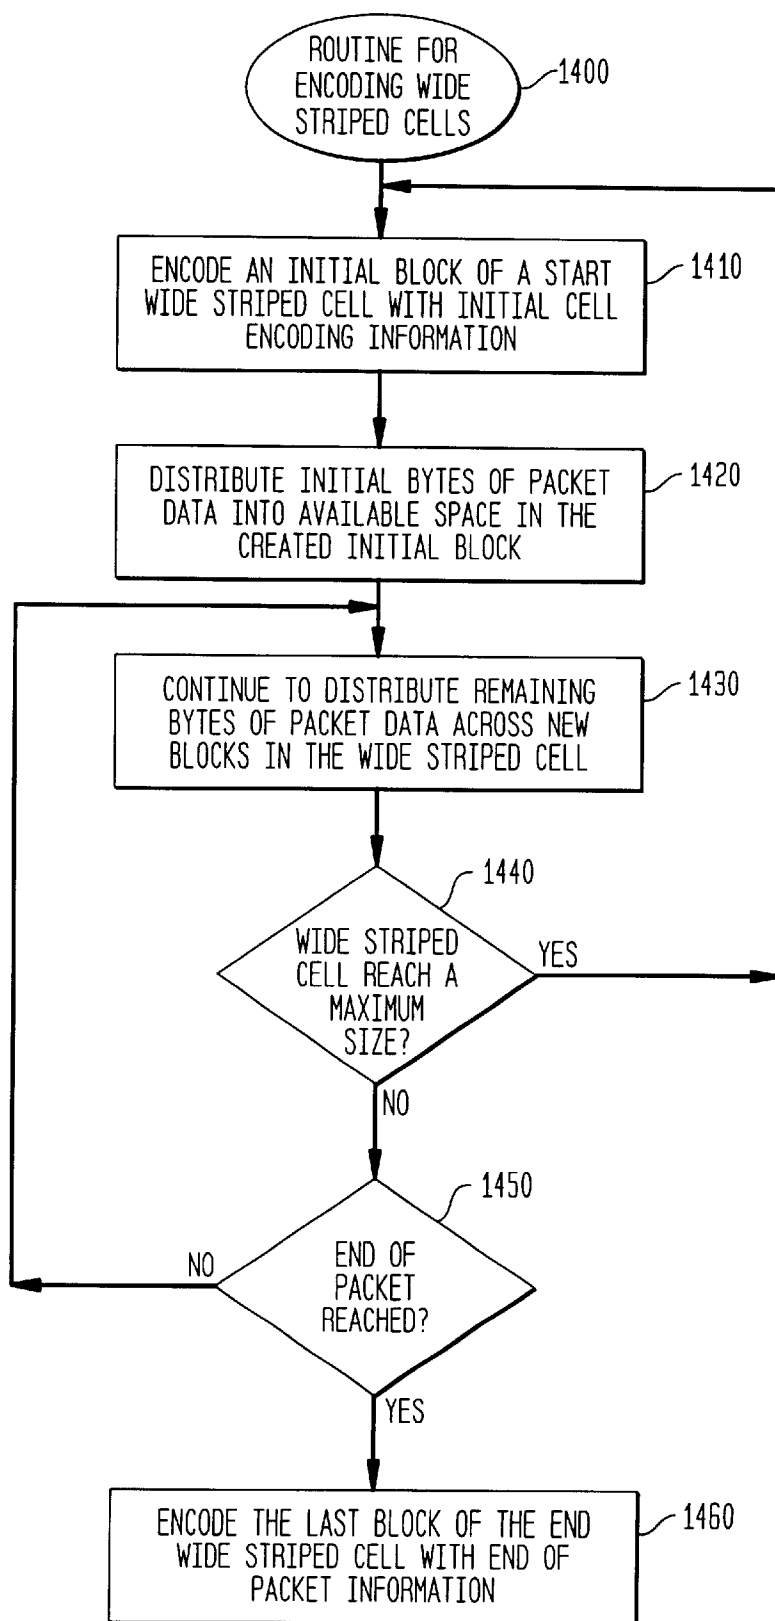 ROUTINE FOR
ENCODING WIDE
STRIPED CELLS
1400
ENCODE AN INITIAL BLOCK OF A START
WIDE STRIPED CELL WITH INITIAL CELL
ENCODING INFORMATION
1410
DISTRIBUTE INITIAL BYTES OF PACKET
DATA INTO AVAILABLE SPACE IN THE
CREATED INITIAL BLOCK
1420
CONTINUE TO DISTRIBUTE REMAINING
BYTES OF PACKET DATA ACROSS NEW
BLOCKS IN THE WIDE STRIPED CELL
1430
1440
WIDE STRIPED
CELL REACH A
MAXIMUM
SIZE?
YES
NO
1450
END OF
PACKET
REACHED?
NO
YES
ENCODE THE LAST BLOCK OF THE END
WIDE STRIPED CELL WITH END OF
PACKET INFORMATION
1460